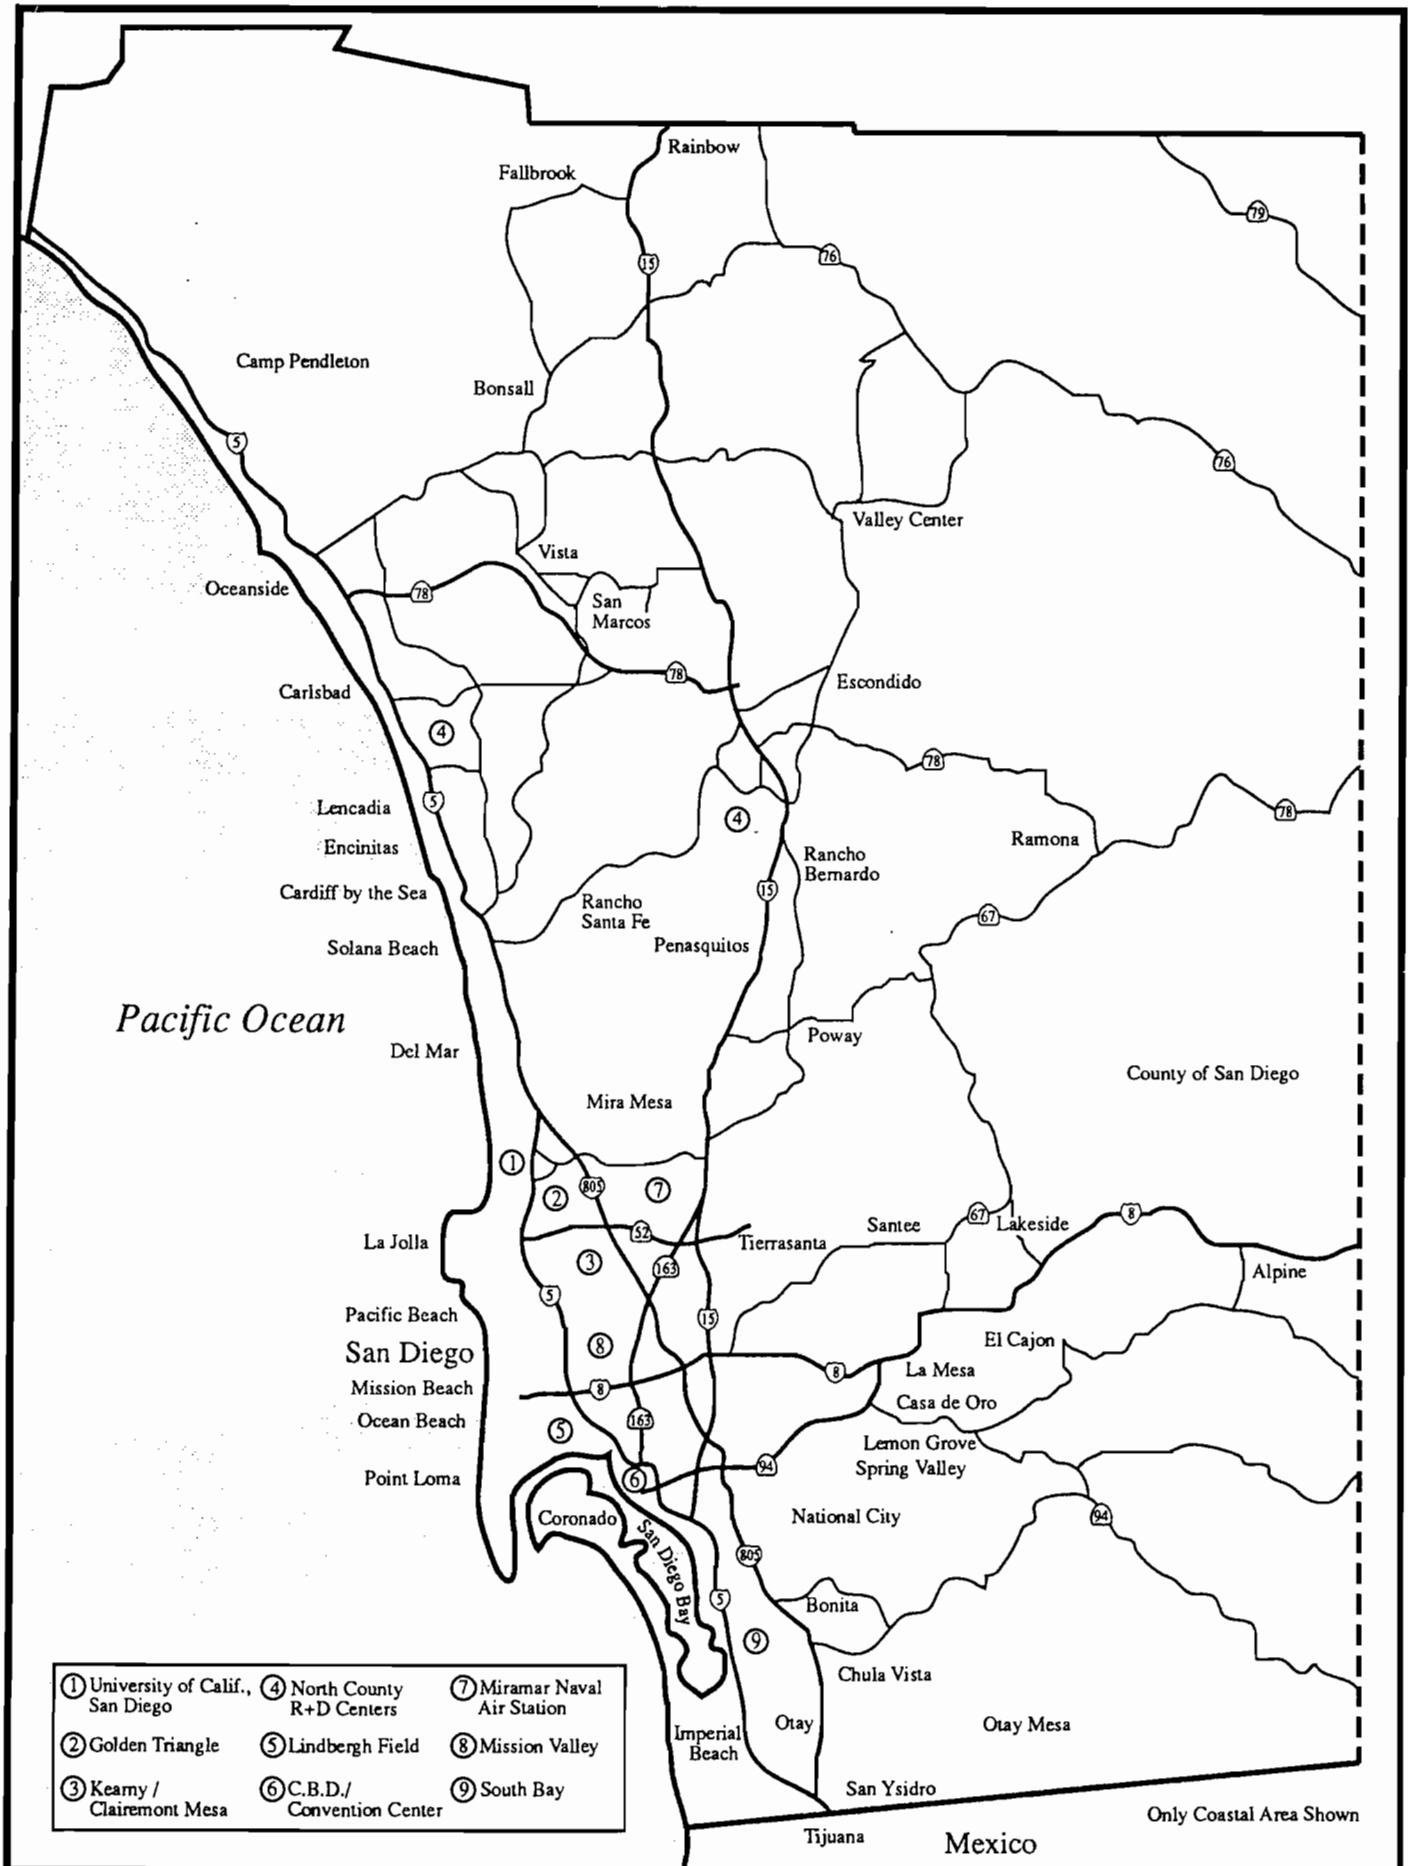 Rainbow
Fallbrook
79
76
15
Camp Pendleton
Bonsall
5
76
Valley Center
Vista
Oceanside
78
San
Marcos
78
Escondido
Carlsbad
4
78
5
Lencadia
4
78
Ramona
Encinitas
Rancho
Bernardo
Cardiff by the Sea
15
Rancho
Santa Fe
67
Solana Beach
Penasquitos
Pacific Ocean
Poway
Del Mar
County of San Diego
Mira Mesa
1
2
805
7
67
8
Santee
Lakeside
La Jolla
52
Tierrasanta
3
163
Alpine
5
Pacific Beach
15
San Diego
8
El Cajon
Mission Beach
8
8
La Mesa
Casa de Oro
Ocean Beach
5
163
Lemon Grove
Spring Valley
Point Loma
6
94
Coronado
San Diego Bay
National City
94
805
5
Bonita
9
Chula Vista
Imperial
Beach
Otay
Otay Mesa
San Ysidro
Only Coastal Area Shown
Tijuana
Mexico
1 University of Calif.,
San Diego
2 Golden Triangle
3 Kearny /
Clairemont Mesa
4 North County
R+D Centers
5 Lindbergh Field
6 C.B.D./
Convention Center
7 Miramar Naval
Air Station
8 Mission Valley
9 South Bay